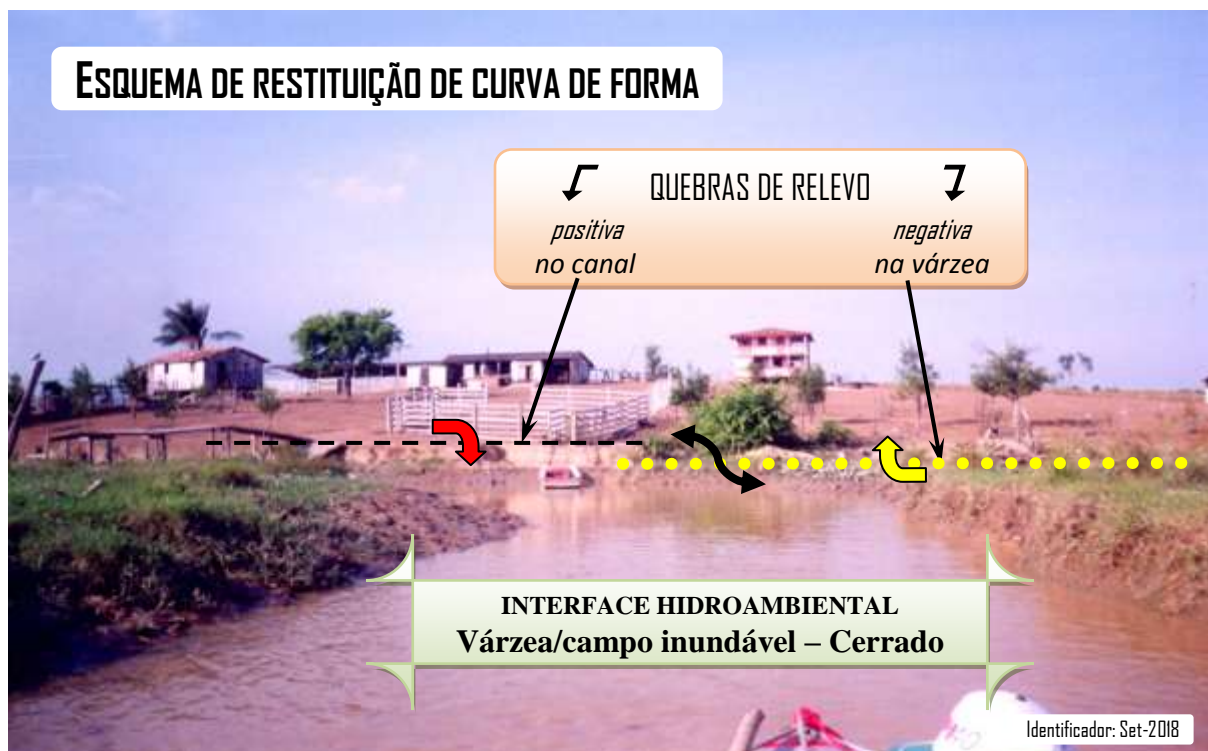 ESQUEMA DE RESTITUIÇÃO DE CURVA DE FORMA
QUEBRAS DE RELEVO
positiva negativa
no canal na várzea
INTERFACE HIDROAMBIENTAL
Várzea/campo inundável – Cerrado
Identificador: Set-2018